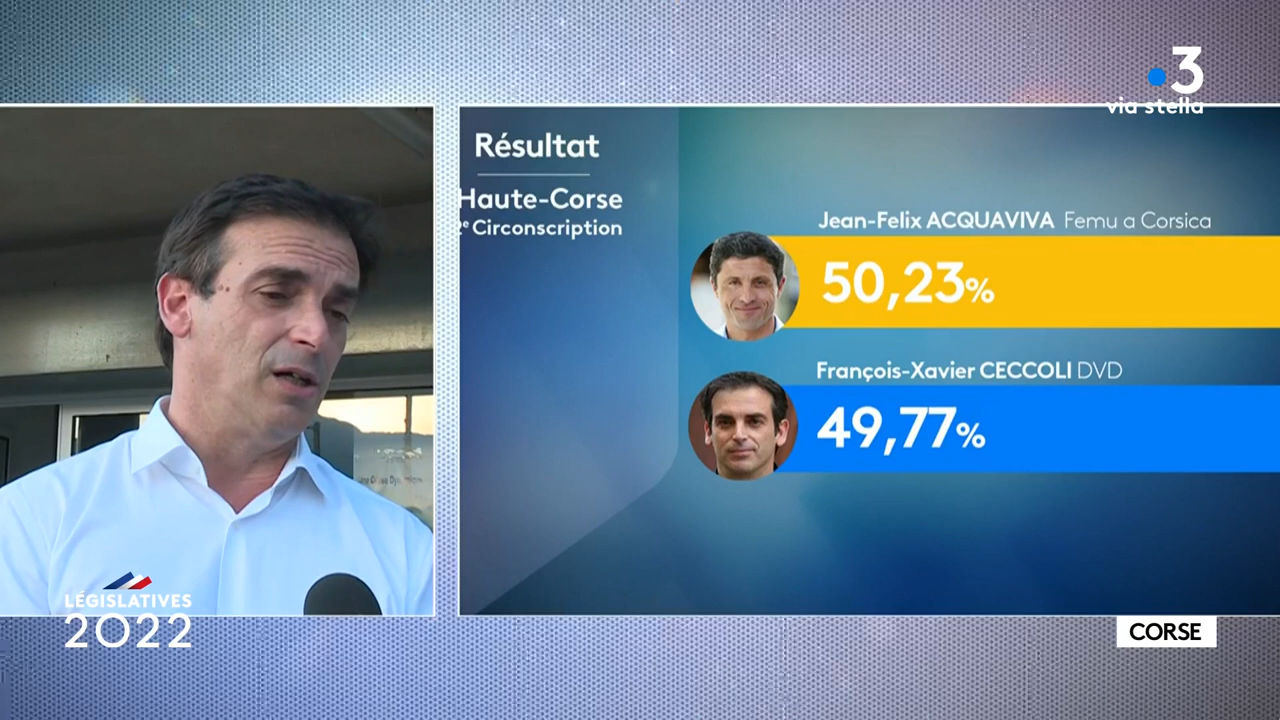 3
via stella
Résultat
Haute-Corse
2e Circonscription
Jean-Felix ACQUAVIVA Femu a Corsica
50,23%
François-Xavier CECCOLI DVD
49,77%
LÉGISLATIVES
2022
CORSE